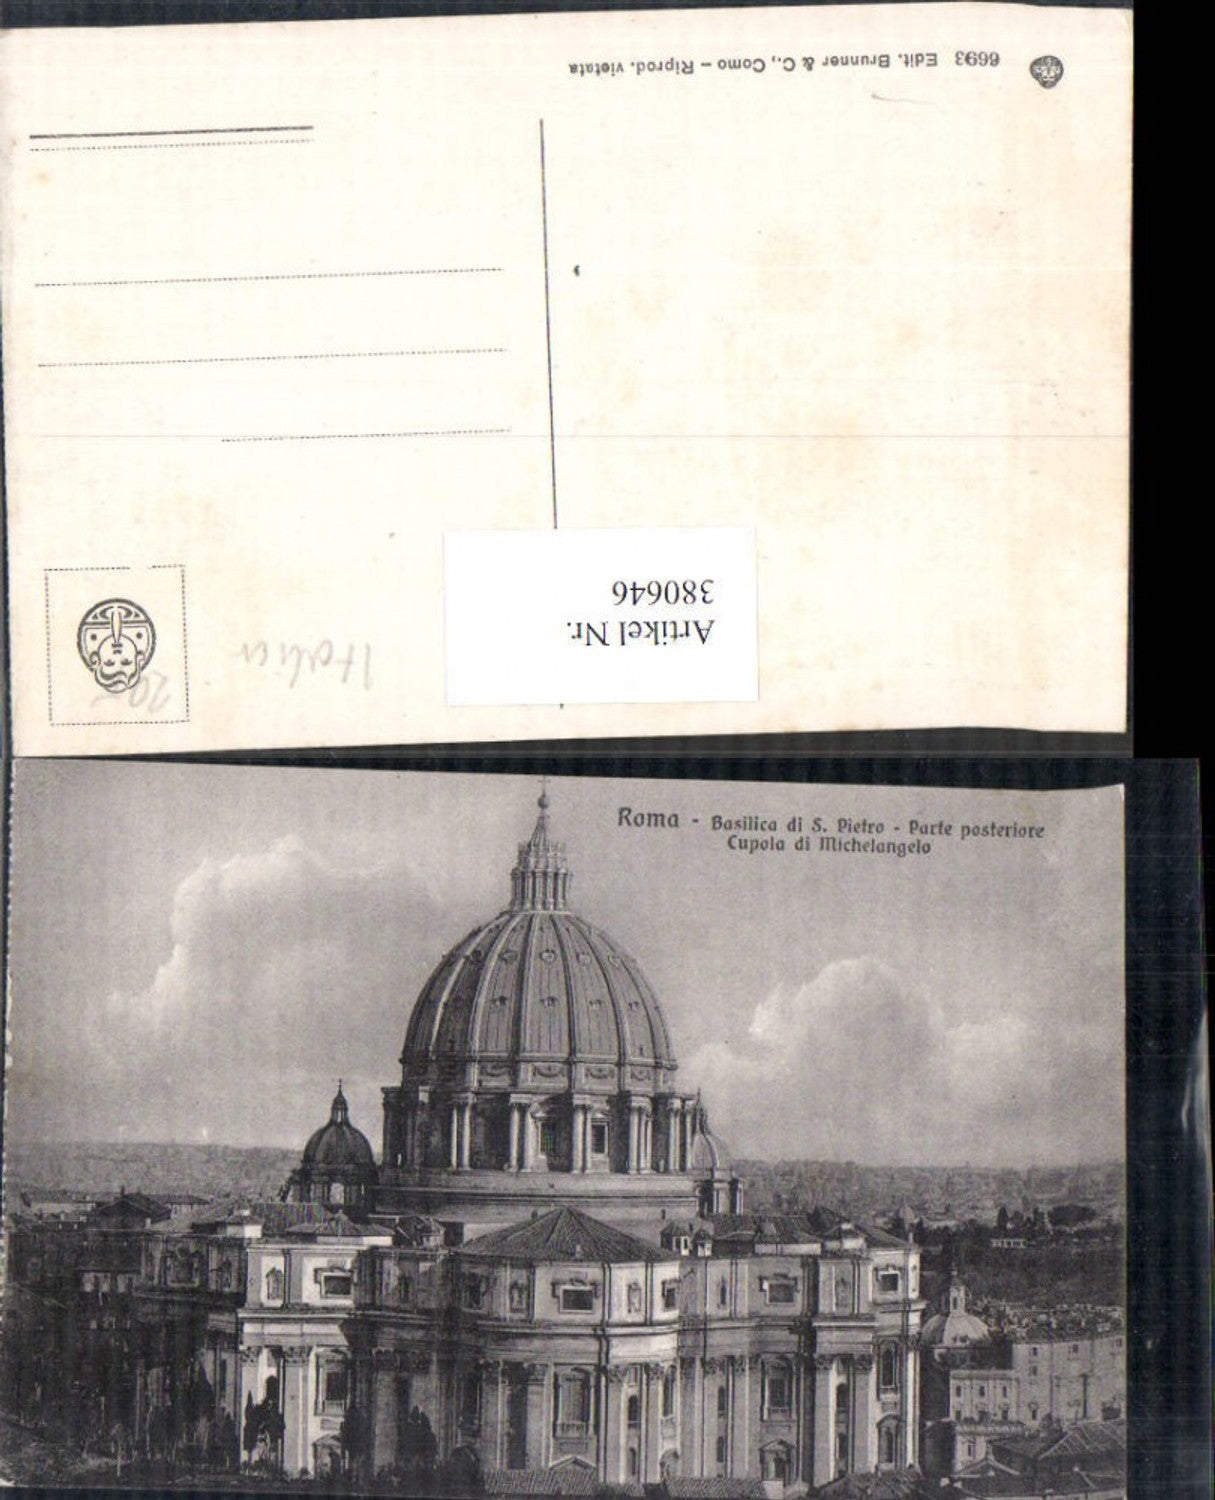 6693 Edit. Brunner & C., Como – Riprod. vietata
Artikel Nr.
380646
Italien
20-
Roma - Basilica di S. Pietro - Parte posteriore
Cupola di Michelangelo